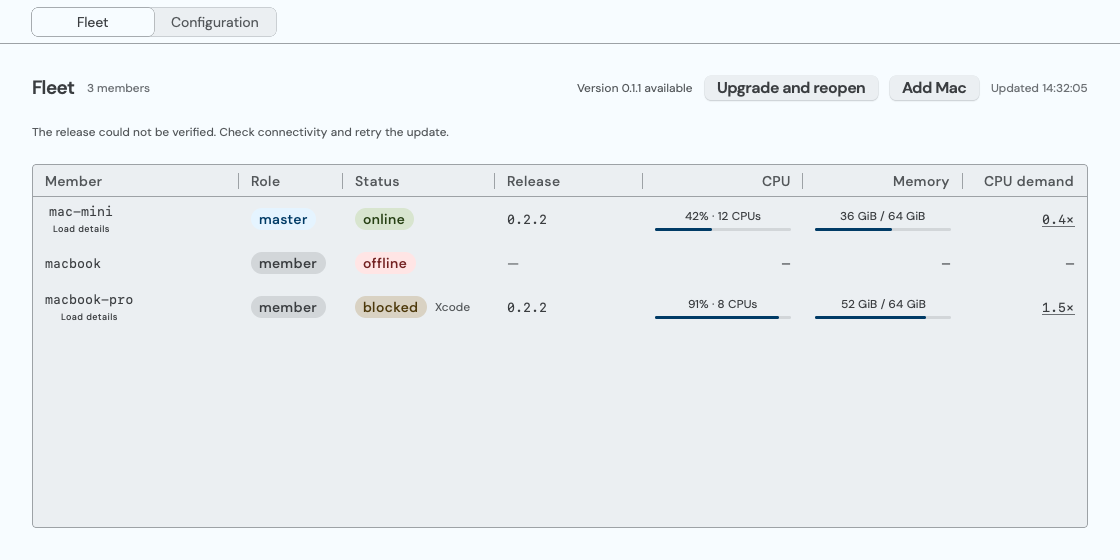 Fleet Configuration
Fleet 3 members Version 0.1.1 available Upgrade and reopen Add Mac Updated 14:32:05
The release could not be verified. Check connectivity and retry the update.
Member Role Status Release CPU Memory CPU demand
mac-mini master online 0.2.2 42% · 12 CPUs 36 GiB / 64 GiB 0.4×
Load details
macbook member offline — — — —
macbook-pro member blocked Xcode 0.2.2 91% · 8 CPUs 52 GiB / 64 GiB 1.5×
Load details